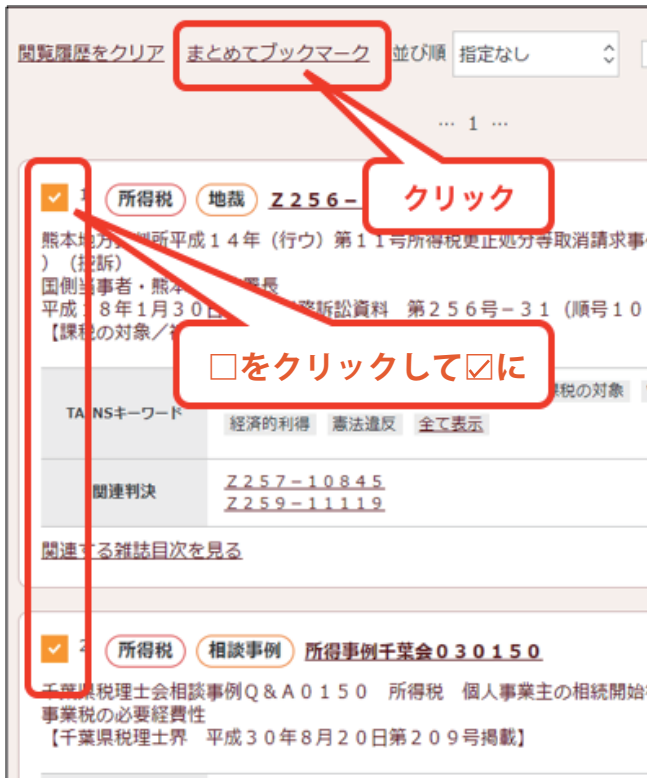 閲覧履歴をクリア まとめてブックマーク 並び順 指定なし
… 1 …
クリック
1 所得税 地裁 Z256-
熊本地方 判所平成14年(行ウ)第11号所得税更正処分等取消請求事
)(控訴)
国側当事者・熊本 署長
平成18年1月30日 務訴訟資料 第256号-31(順号10
【課税の対象/
□をクリックして☑に
TAINSキーワード 課税の対象
経済的利得 憲法違反 全て表示
関連判決 Z257-10845
Z259-11119
関連する雑誌目次を見る
2 所得税 相談事例 所得事例千葉会030150
千葉県税理士会相談事例Q&A0150 所得税 個人事業主の相続開始
事業税の必要経費性
【千葉県税理士界 平成30年8月20日第209号掲載】